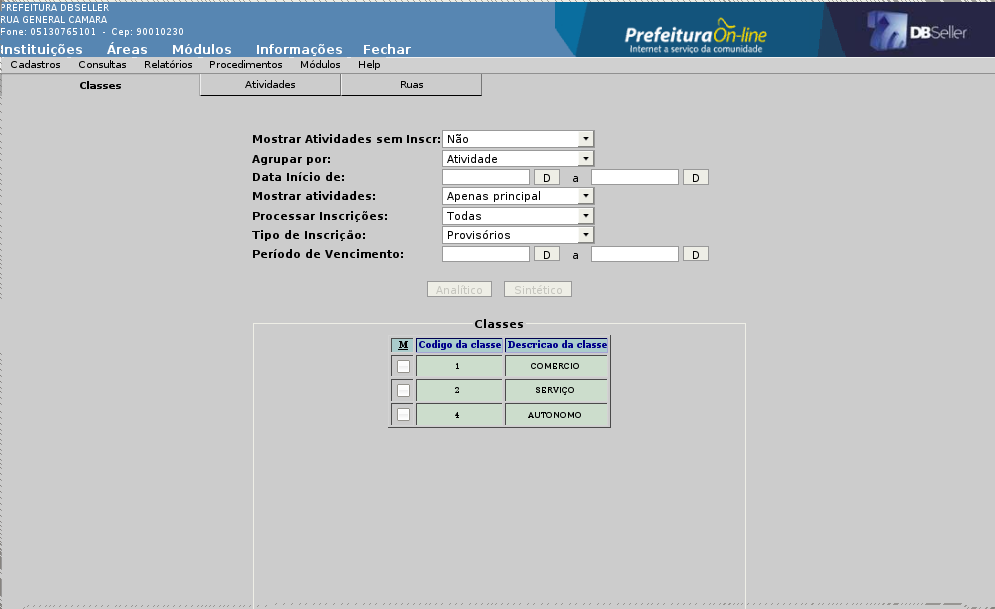 PREFEITURA DBSELLER
RUA GENERAL CAMARA
Fone: 05130765101 - Cep: 90010230
Instituições Áreas Módulos Informações Fechar
PrefeituraOn-line
Internet a serviço da comunidade
DBSeller
Cadastros Consultas Relatórios Procedimentos Módulos Help
Classes Atividades Ruas
Mostrar Atividades sem Inscr: Não
Agrupar por: Atividade
Data Início de: D a D
Mostrar atividades: Apenas principal
Processar Inscrições: Todas
Tipo de Inscrição: Provisórios
Período de Vencimento: D a D
Analítico Sintético
Classes
M Codigo da classe Descricao da classe
1 COMERCIO
2 SERVIÇO
4 AUTONOMO